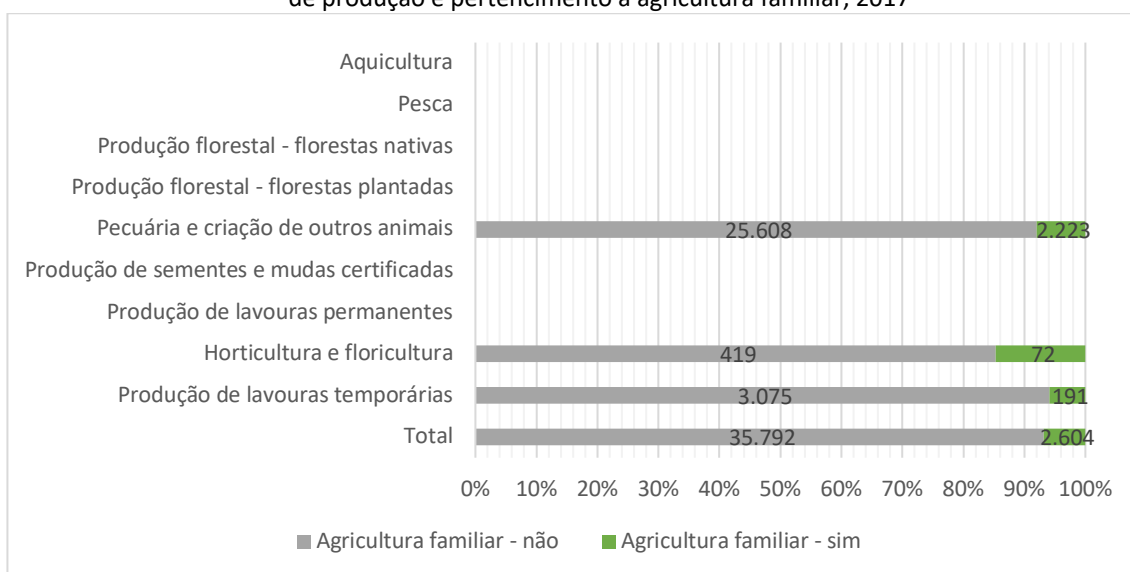 de produção e pertencimento à agricultura familiar, 2017
Aquicultura
Pesca
Produção florestal - florestas nativas
Produção florestal - florestas plantadas
Pecuária e criação de outros animais 25.608 2.223
Produção de sementes e mudas certificadas
Produção de lavouras permanentes
Horticultura e floricultura 419 72
Produção de lavouras temporárias 3.075 191
Total 35.792 2.604
0% 10% 20% 30% 40% 50% 60% 70% 80% 90% 100%
Agricultura familiar - não Agricultura familiar - sim